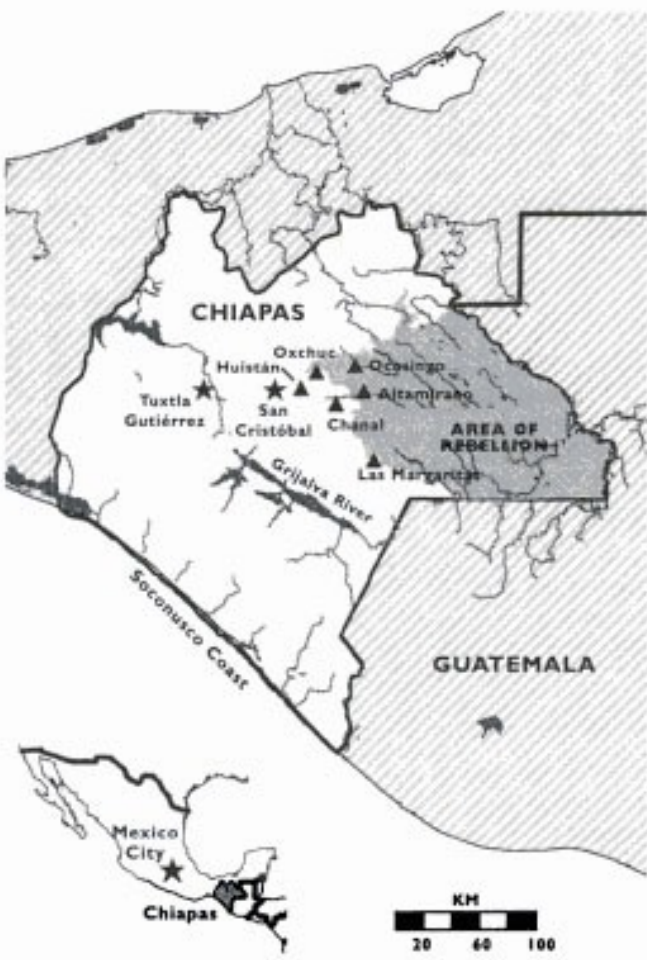 CHIAPAS
Oxchuc
Huistán
Ocosingo
Tuxtla
Gutiérrez
San
Cristóbal
Altamirano
Chanal
AREA OF
REBELLION
Las Margaritas
Grijalva River
Soconusco Coast
GUATEMALA
Mexico
City
Chiapas
KM
20 60 100